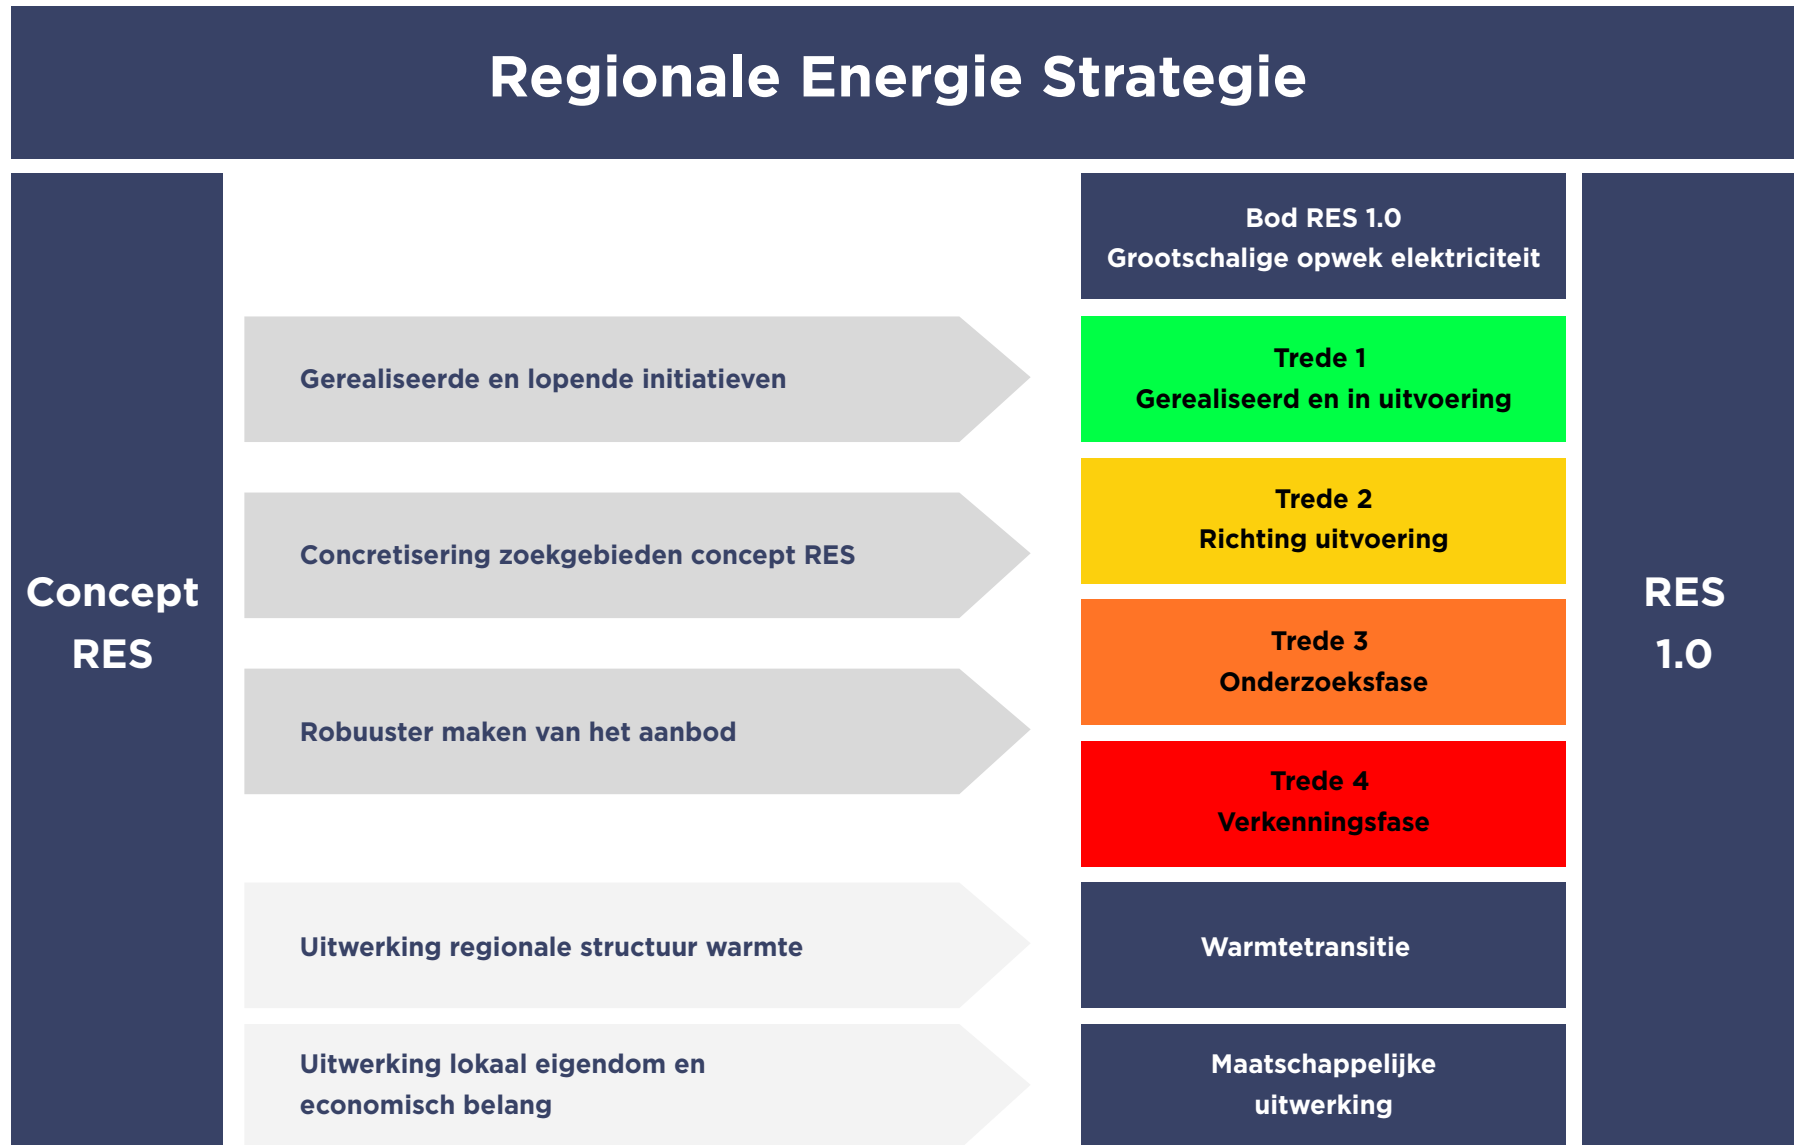 Regionale Energie Strategie
Concept
RES
Gerealiseerde en lopende initiatieven
Concretisering zoekgebieden concept RES
Robuuster maken van het aanbod
Uitwerking regionale structuur warmte
Uitwerking lokaal eigendom en
economisch belang
Bod RES 1.0
Grootschalige opwek elektriciteit
Trede 1
Gerealiseerd en in uitvoering
Trede 2
Richting uitvoering
Trede 3
Onderzoeksfase
Trede 4
Verkenningsfase
Warmtetransitie
Maatschappelijke
uitwerking
RES
1.0